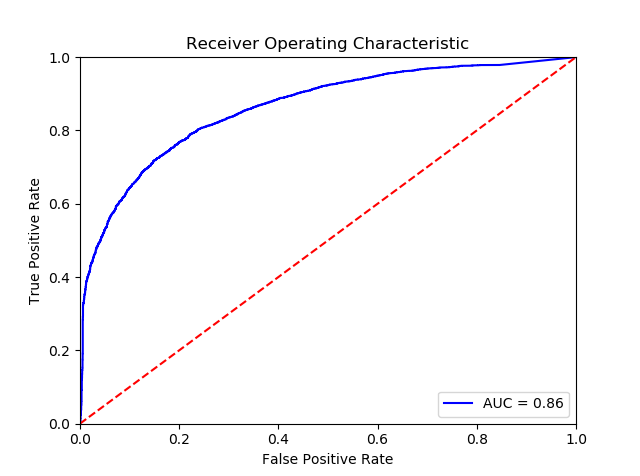 Receiver Operating Characteristic
1.0
0.8
0.6
0.4
0.2
0.0
True Positive Rate
AUC = 0.86
0.0 0.2 0.4 0.6 0.8 1.0
False Positive Rate